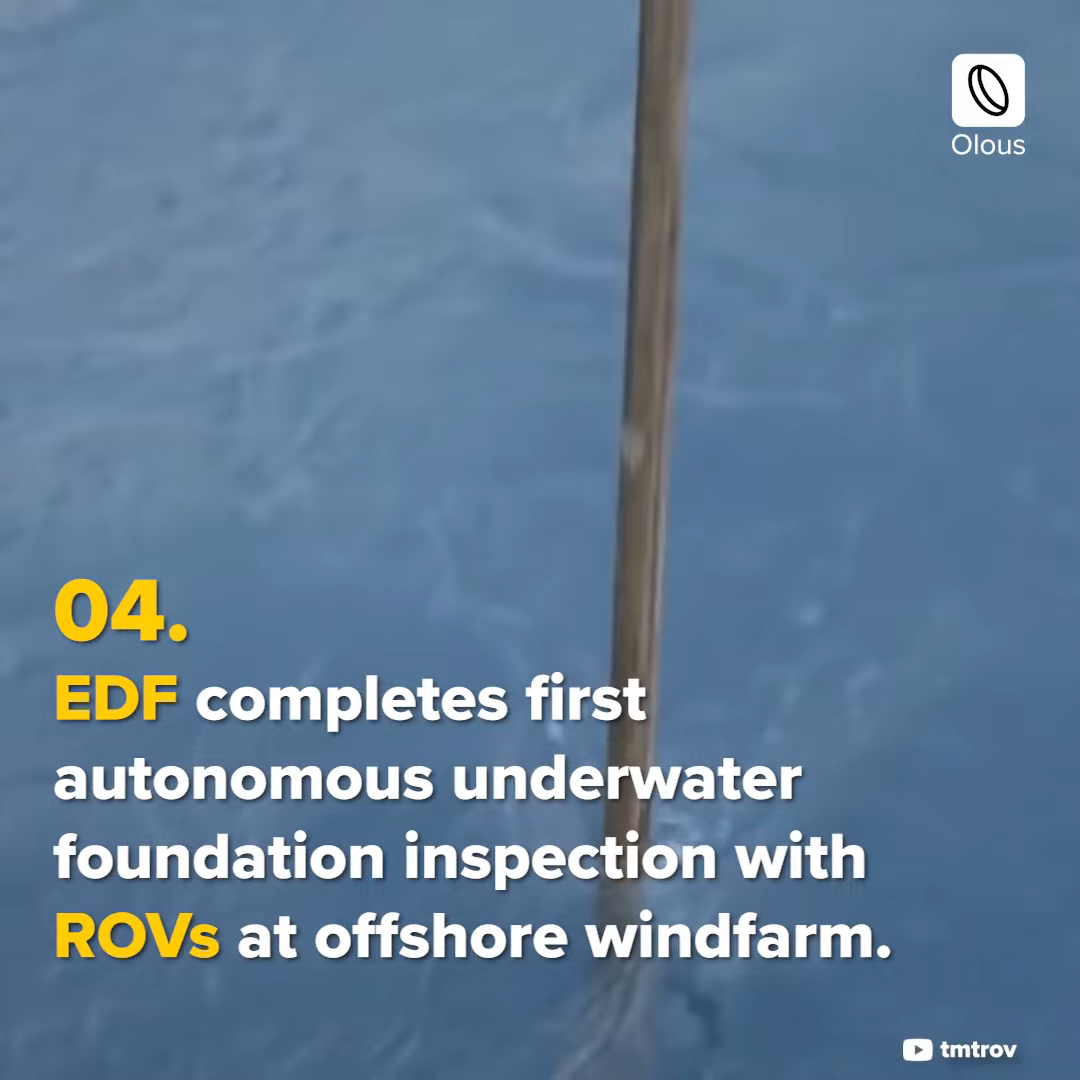 Olous
04.
EDF completes first
autonomous underwater
foundation inspection with
ROVs at offshore windfarm.
tmtrov